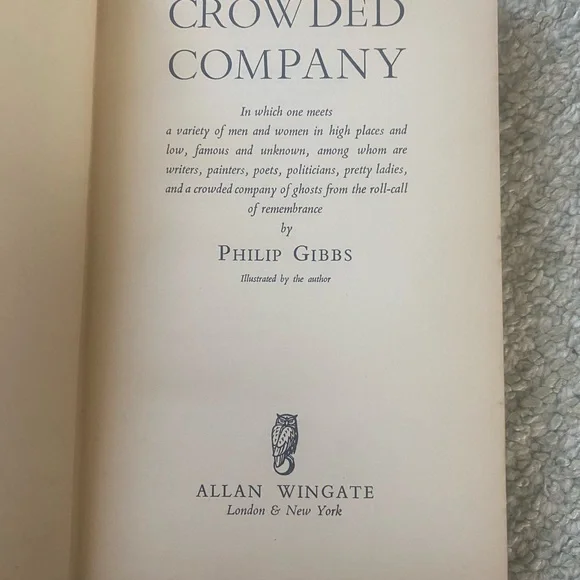 CROWDED
COMPANY
In which one meets
a variety of men and women in high places and
low, famous and unknown, among whom are
writers, painters, poets, politicians, pretty ladies,
and a crowded company of ghosts from the roll-call
of remembrance
by
PHILIP GIBBS
Illustrated by the author
ALLAN WINGATE
London & New York